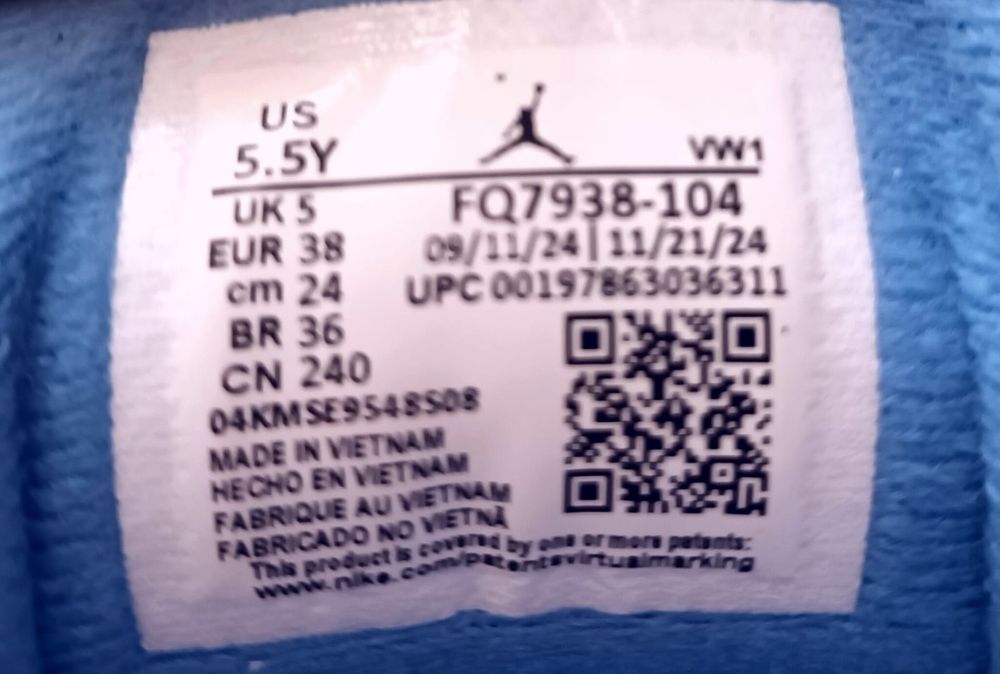 US
5.5Y
VW1
UK 5
FQ7938-104
EUR 38
09/11/24 | 11/21/24
cm 24
UPC 00197863036311
BR 36
CN 240
04KMSE9548S08
MADE IN VIETNAM
HECHO EN VIETNAM
FABRIQUE AU VIETNAM
FABRICADO NO VIETNÃ
This product is covered by one or more patents:
www.nike.com/patentsvirtualmarking